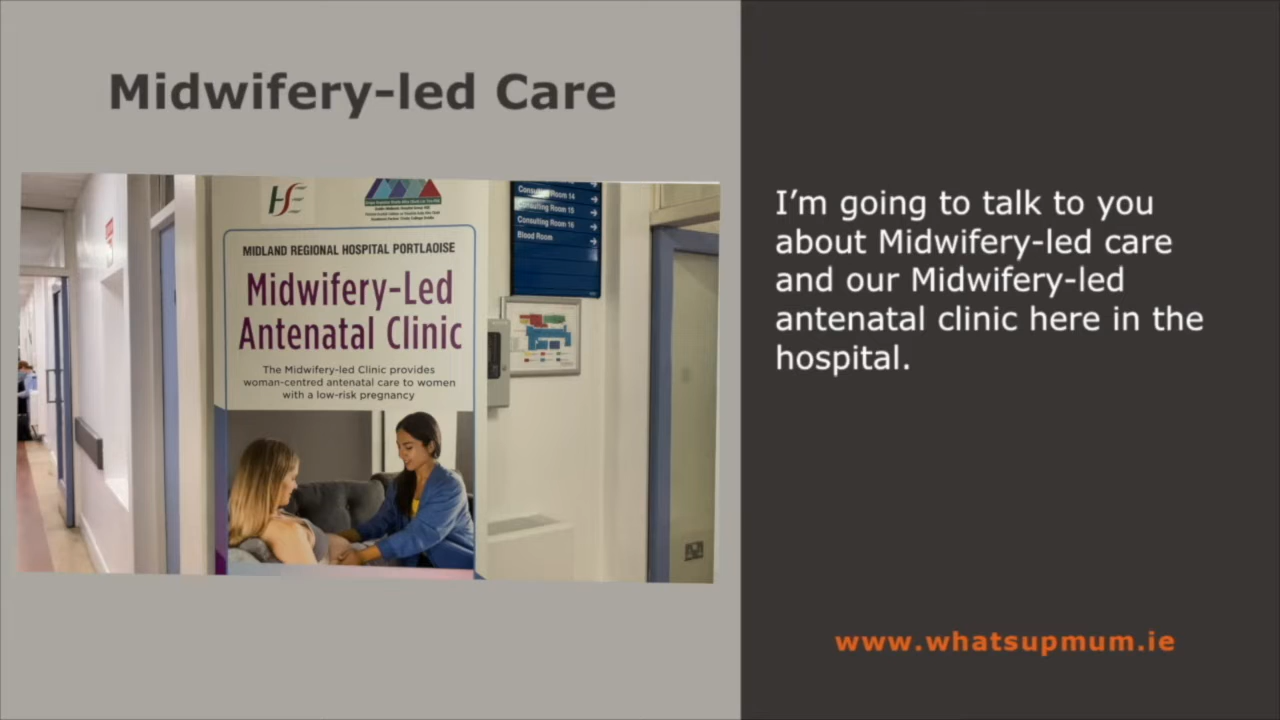 Midwifery-led Care
HSE
MIDLAND REGIONAL HOSPITAL PORTLAOISE
Midwifery-Led
Antenatal Clinic
The Midwifery-led Clinic provides
woman-centred antenatal care to women
with a low-risk pregnancy
Consulting Room 14
Consulting Room 15
Consulting Room 16
Blood Room
I’m going to talk to you
about Midwifery-led care
and our Midwifery-led
antenatal clinic here in the
hospital.
www.whatsupmum.ie